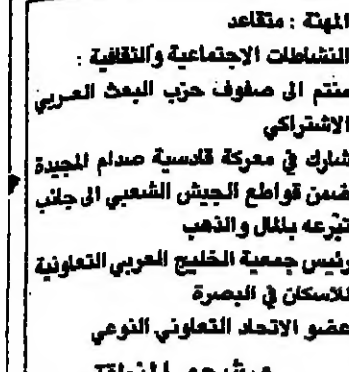 المهنة : متقاعد
النشاطات الاجتماعية والثقافية :
منتم الى صفوف حزب البعث العربي
الاشتراكي
شارك في معركة قادسية صدام المجيدة
ضمن قواطع الجيش الشعبي الى جانب
تبرعه بالمال والذهب
رئيس جمعية الخليج العربي التعاونية
للاسكان في البصرة
عضو الاتحاد التعاوني النوعي